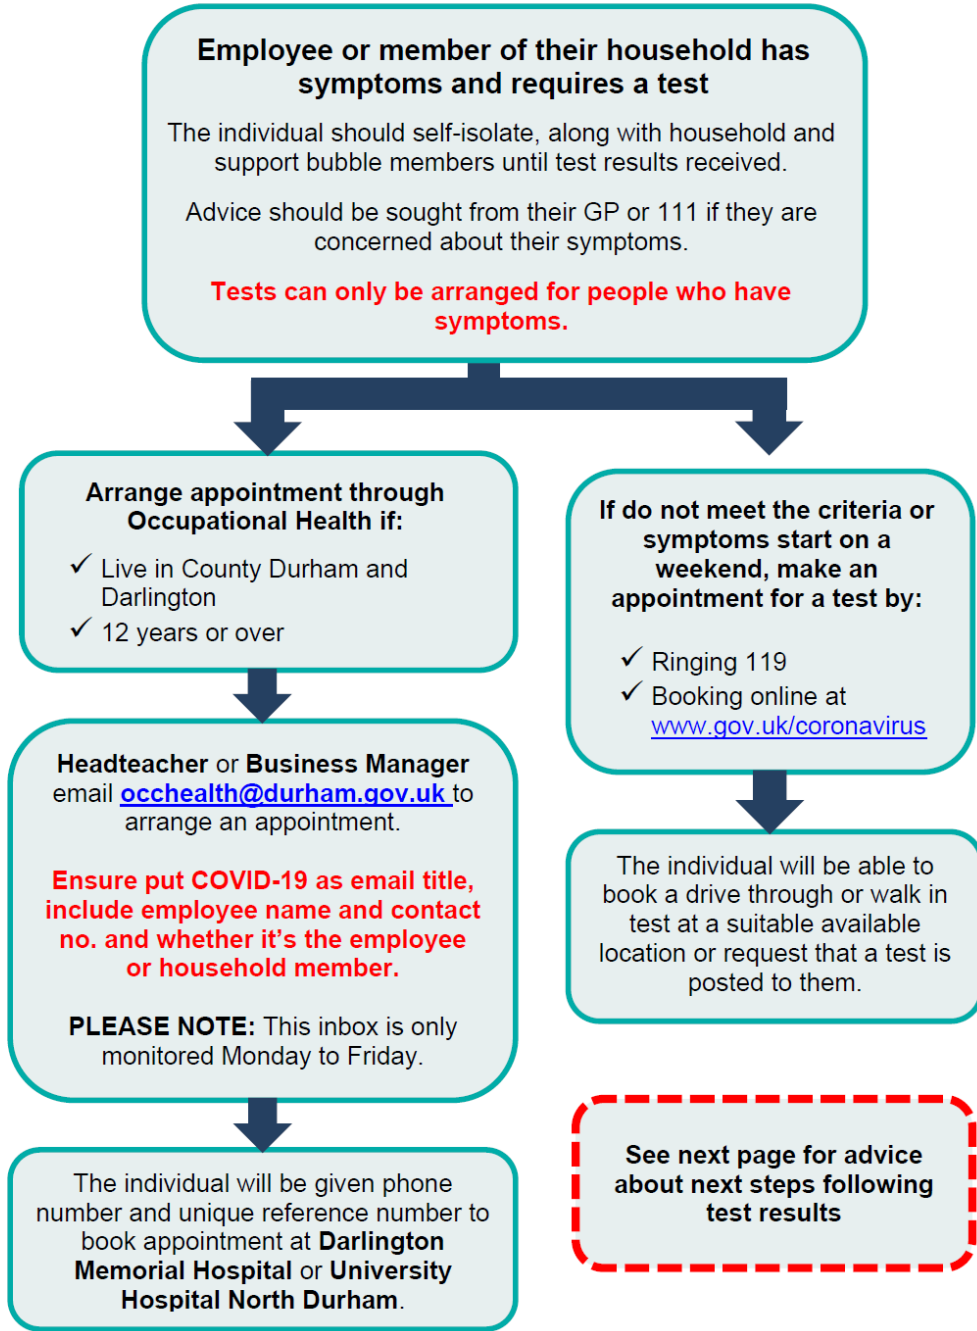 Employee or member of their household has
symptoms and requires a test
The individual should self-isolate, along with household and
support bubble members until test results received.
Advice should be sought from their GP or 111 if they are
concerned about their symptoms.
Tests can only be arranged for people who have
symptoms.
Arrange appointment through
Occupational Health if:
✓ Live in County Durham and
Darlington
✓ 12 years or over
Headteacher or Business Manager
email occhealth@durham.gov.uk to
arrange an appointment.
Ensure put COVID-19 as email title,
include employee name and contact
no. and whether it's the employee
or household member.
PLEASE NOTE: This inbox is only
monitored Monday to Friday.
The individual will be given phone
number and unique reference number to
book appointment at Darlington
Memorial Hospital or University
Hospital North Durham.
If do not meet the criteria or
symptoms start on a
weekend, make an
appointment for a test by:
✓ Ringing 119
✓ Booking online at
www.gov.uk/coronavirus
The individual will be able to
book a drive through or walk in
test at a suitable available
location or request that a test is
posted to them.
See next page for advice
about next steps following
test results